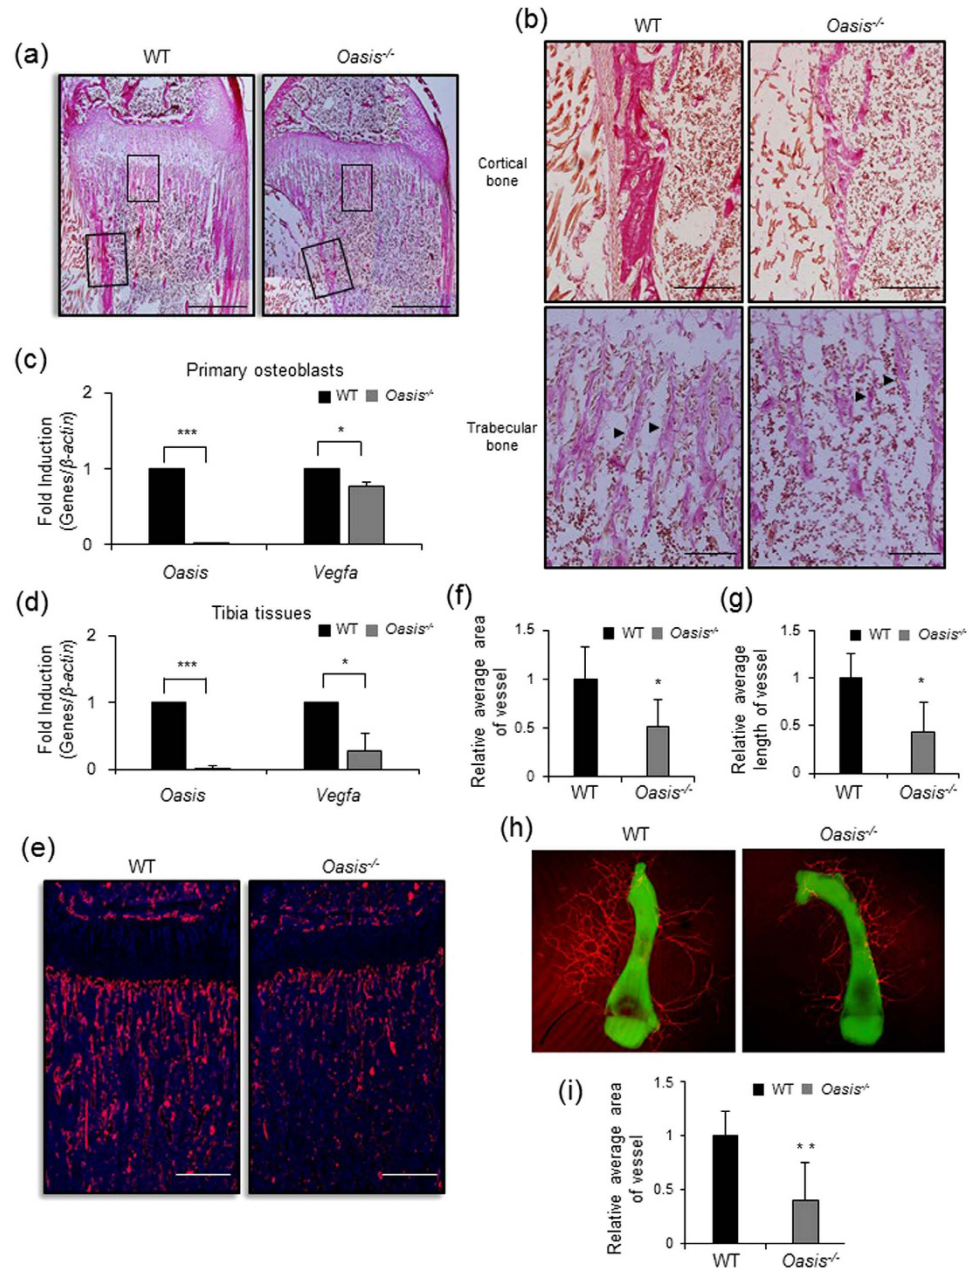 (a)
WT
Oasis-/-
(b)
WT
Oasis-/-
Cortical
bone
Trabecular
bone
(c)
Primary osteoblasts
WT Oasis-/-
Fold Induction
(Genes/β-actin)
2
1
0
***
*
Oasis
Vegfa
(d)
Tibia tissues
WT Oasis-/-
Fold Induction
(Genes/β-actin)
2
1
0
***
*
Oasis
Vegfa
(f)
WT Oasis-/-
Relative average area
of vessel
1.5
1
0.5
0
*
WT
Oasis-/-
(g)
WT Oasis-/-
Relative average
length of vessel
1.5
1
0.5
0
*
WT
Oasis-/-
(e)
WT
Oasis-/-
(h)
WT
Oasis-/-
(i)
WT Oasis-/-
Relative average area
of vessel
1.5
1
0.5
0
* *
WT
Oasis-/-